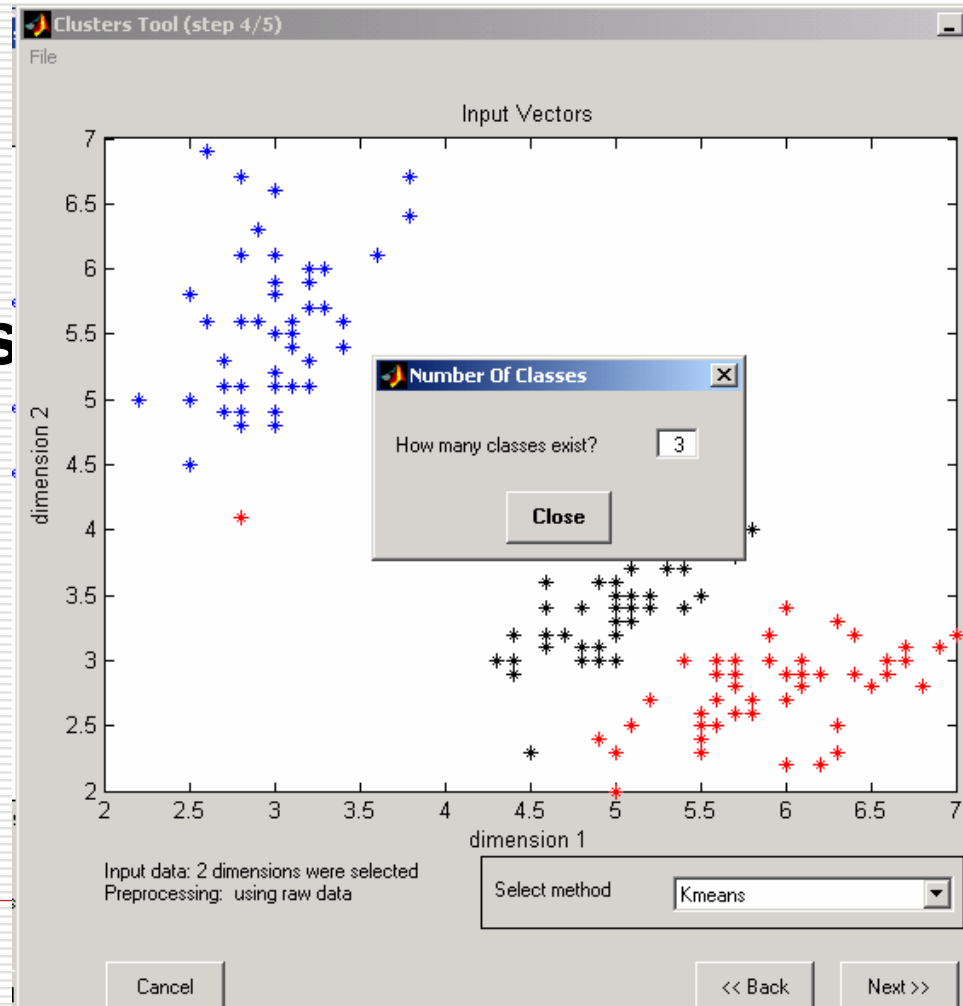 Clusters Tool (step 4/5)
File
Input Vectors
7
6.5
6
5.5
5
4.5
4
3.5
3
2.5
2
dimension 2
s
Number Of Classes
How many classes exist? 3
Close
2 2.5 3 3.5 4 4.5 5 5.5 6 6.5 7
dimension 1
Input data: 2 dimensions were selected
Preprocessing: using raw data
Select method Kmeans
Cancel << Back Next >>